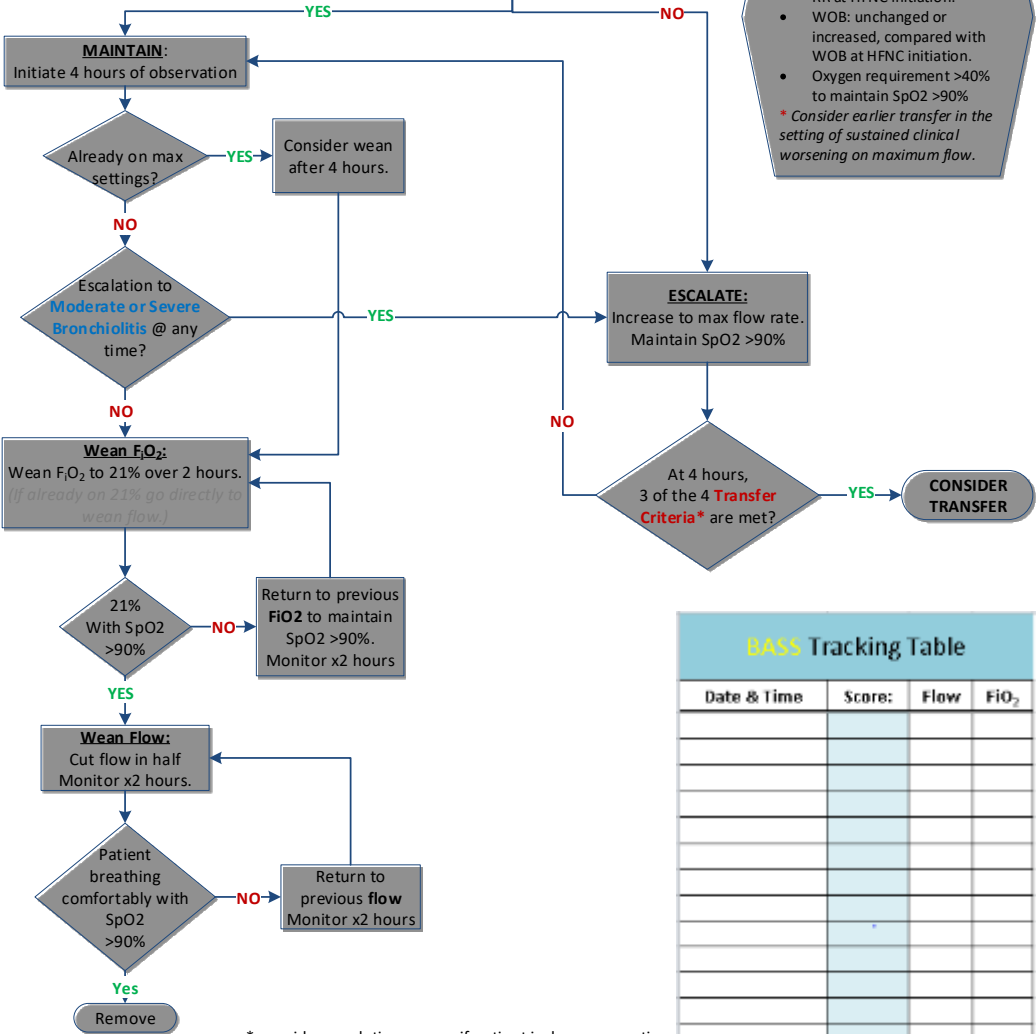 YES
NO
RR at HFNC initiation.
• WOB: unchanged or
increased, compared with
WOB at HFNC initiation.
• Oxygen requirement >40%
to maintain SpO2 >90%
* Consider earlier transfer in the
setting of sustained clinical
worsening on maximum flow.
MAINTAIN:
Initiate 4 hours of observation
Already on max
settings?
YES
Consider wean
after 4 hours.
NO
Escalation to
Moderate or Severe
Bronchiolitis @ any
time?
YES
ESCALATE:
Increase to max flow rate.
Maintain SpO2 >90%
NO
NO
Wean FiO2:
Wean FiO2 to 21% over 2 hours.
(If already on 21% go directly to
wean flow.)
At 4 hours,
3 of the 4 Transfer
Criteria* are met?
YES
CONSIDER
TRANSFER
21%
With SpO2
>90%
NO
Return to previous
FiO2 to maintain
SpO2 >90%.
Monitor x2 hours
YES
Wean Flow:
Cut flow in half
Monitor x2 hours.
Patient
breathing
comfortably with
SpO2
>90%
NO
Return to
previous flow
Monitor x2 hours
Yes
Remove
BASS Tracking Table
Date & Time Score: Flow FiO2